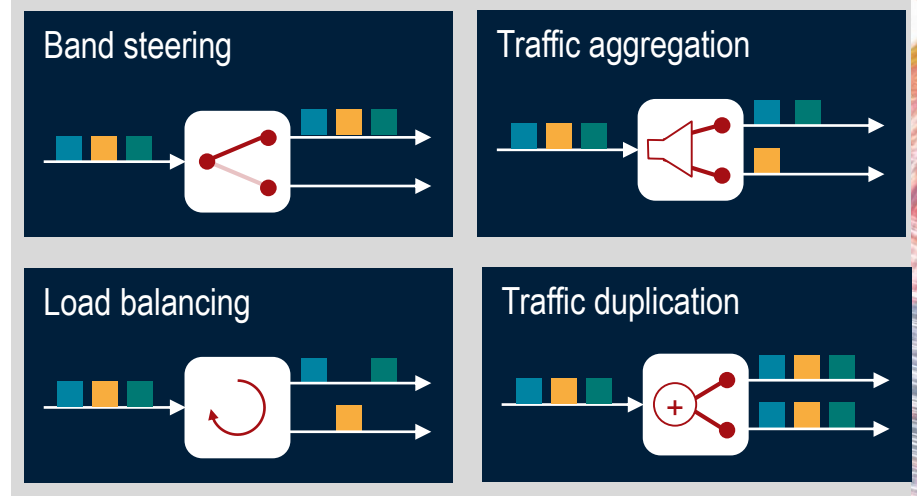 Band steering
Traffic aggregation
Load balancing
Traffic duplication
+